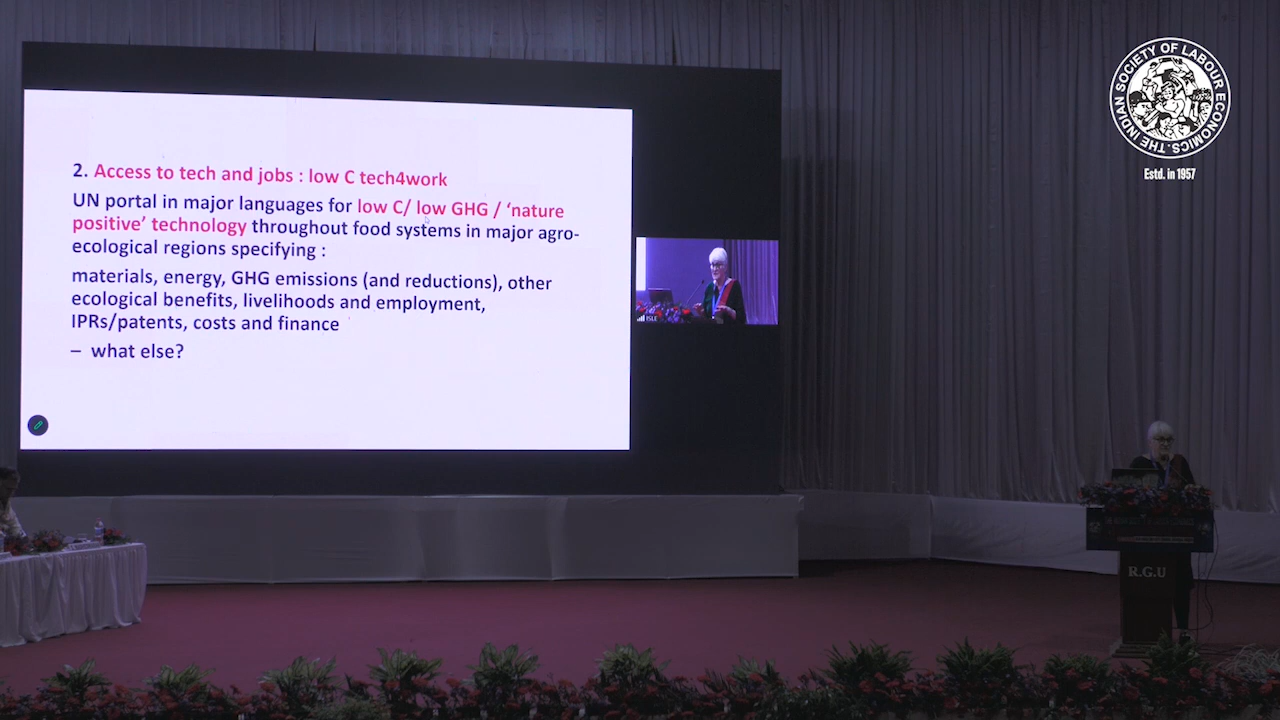 2. Access to tech and jobs : low C tech4work
UN portal in major languages for low C/ low GHG / ‘nature
positive’ technology throughout food systems in major agro-
ecological regions specifying :
materials, energy, GHG emissions (and reductions), other
ecological benefits, livelihoods and employment,
IPRs/patents, costs and finance
– what else?
THE INDIAN SOCIETY OF LABOUR ECONOMICS.
Estd. in 1957
ISLE
R.G.U